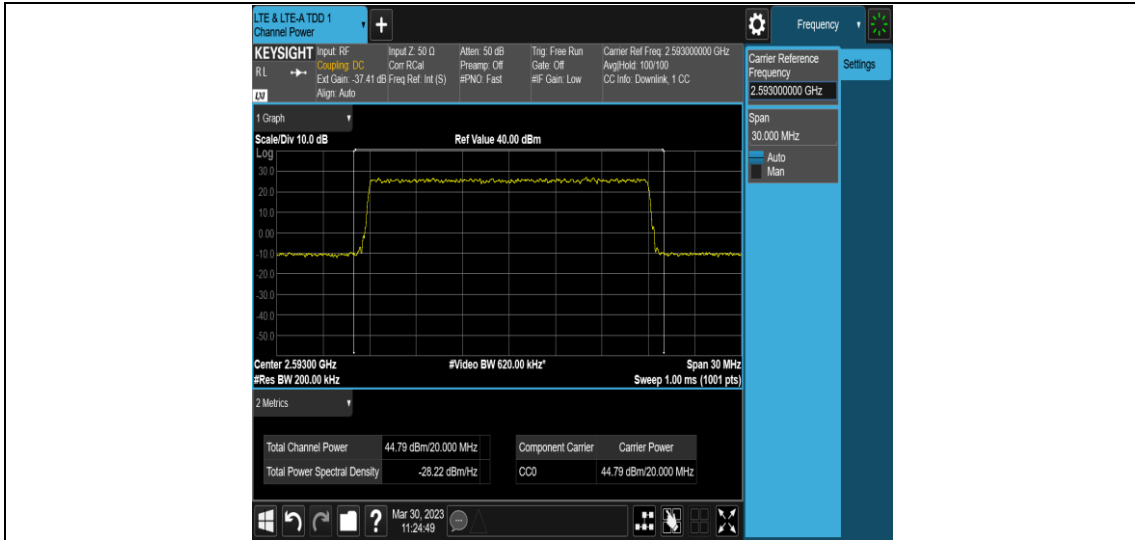 LTE & LTE-A TDD 1
Channel Power
+
Frequency
KEYSIGHT
RL
LXI
Input: RF
Coupling: DC
Ext Gain: -37.41 dB
Align: Auto
Input Z: 50 Ω
Corr RCal
Freq Ref: Int (S)
Atten: 50 dB
Preamp: Off
#PNO: Fast
Trig: Free Run
Gate: Off
#IF Gain: Low
Carrier Ref Freq: 2.593000000 GHz
Avg|Hold: 100/100
CC Info: Downlink, 1 CC
Carrier Reference
Frequency
2.593000000 GHz
Settings
Span
30.000 MHz
Auto
Man
1 Graph
Scale/Div 10.0 dB
Ref Value 40.00 dBm
Log
30.0
20.0
10.0
0.00
-10.0
-20.0
-30.0
-40.0
-50.0
Center 2.59300 GHz
#Video BW 620.00 kHz*
Span 30 MHz
#Res BW 200.00 kHz
Sweep 1.00 ms (1001 pts)
2 Metrics
Total Channel Power 44.79 dBm/20.000 MHz
Total Power Spectral Density -28.22 dBm/Hz
Component Carrier Carrier Power
CC0 44.79 dBm/20.000 MHz
?
Mar 30, 2023
11:24:49